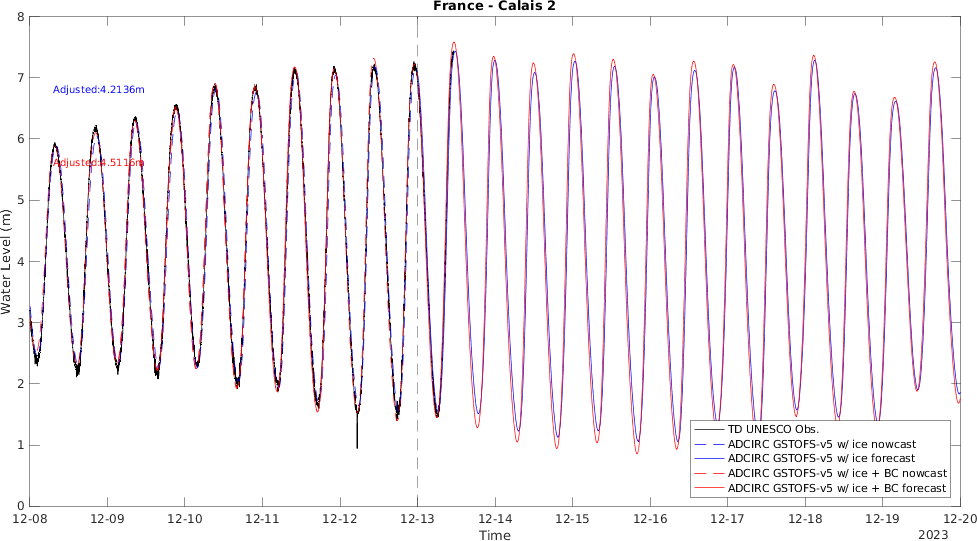 France - Calais 2
8
7
6
5
4
3
2
1
0
Water Level (m)
Adjusted:4.2136m
Adjusted:4.5116m
TD UNESCO Obs.
ADCIRC GSTOFS-v5 w/ ice nowcast
ADCIRC GSTOFS-v5 w/ ice forecast
ADCIRC GSTOFS-v5 w/ ice + BC nowcast
ADCIRC GSTOFS-v5 w/ ice + BC forecast
12-08 12-09 12-10 12-11 12-12 12-13 12-14 12-15 12-16 12-17 12-18 12-19 12-20
Time
2023